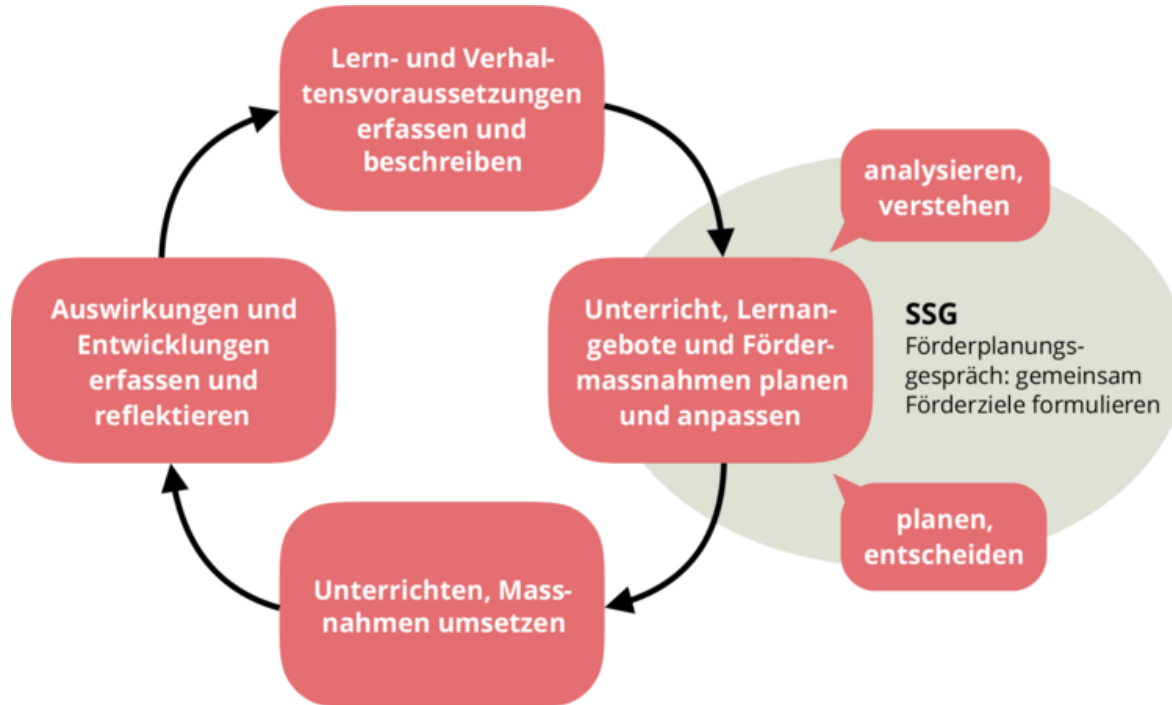 Lern- und Verhal-
tensvoraussetzungen
erfassen und
beschreiben
analysieren,
verstehen
Unterricht, Lernan-
gebote und Förder-
massnahmen planen
und anpassen
SSG
Förderplanungs-
gespräch: gemeinsam
Förderziele formulieren
planen,
entscheiden
Unterrichten, Mass-
nahmen umsetzen
Auswirkungen und
Entwicklungen
erfassen und
reflektieren